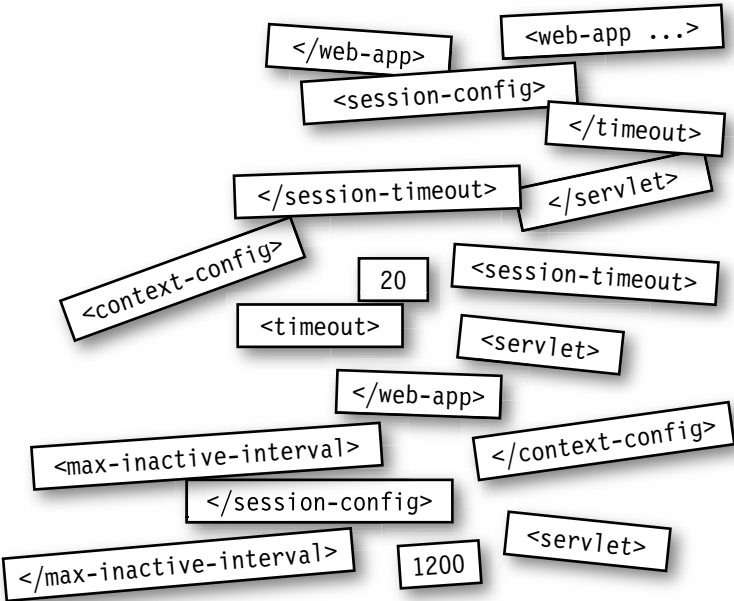 </web-app>
<web-app ...>
<session-config>
</timeout>
</session-timeout>
</servlet>
<context-config>
20
<session-timeout>
<timeout>
<servlet>
</web-app>
<max-inactive-interval>
</context-config>
</session-config>
<servlet>
</max-inactive-interval>
1200